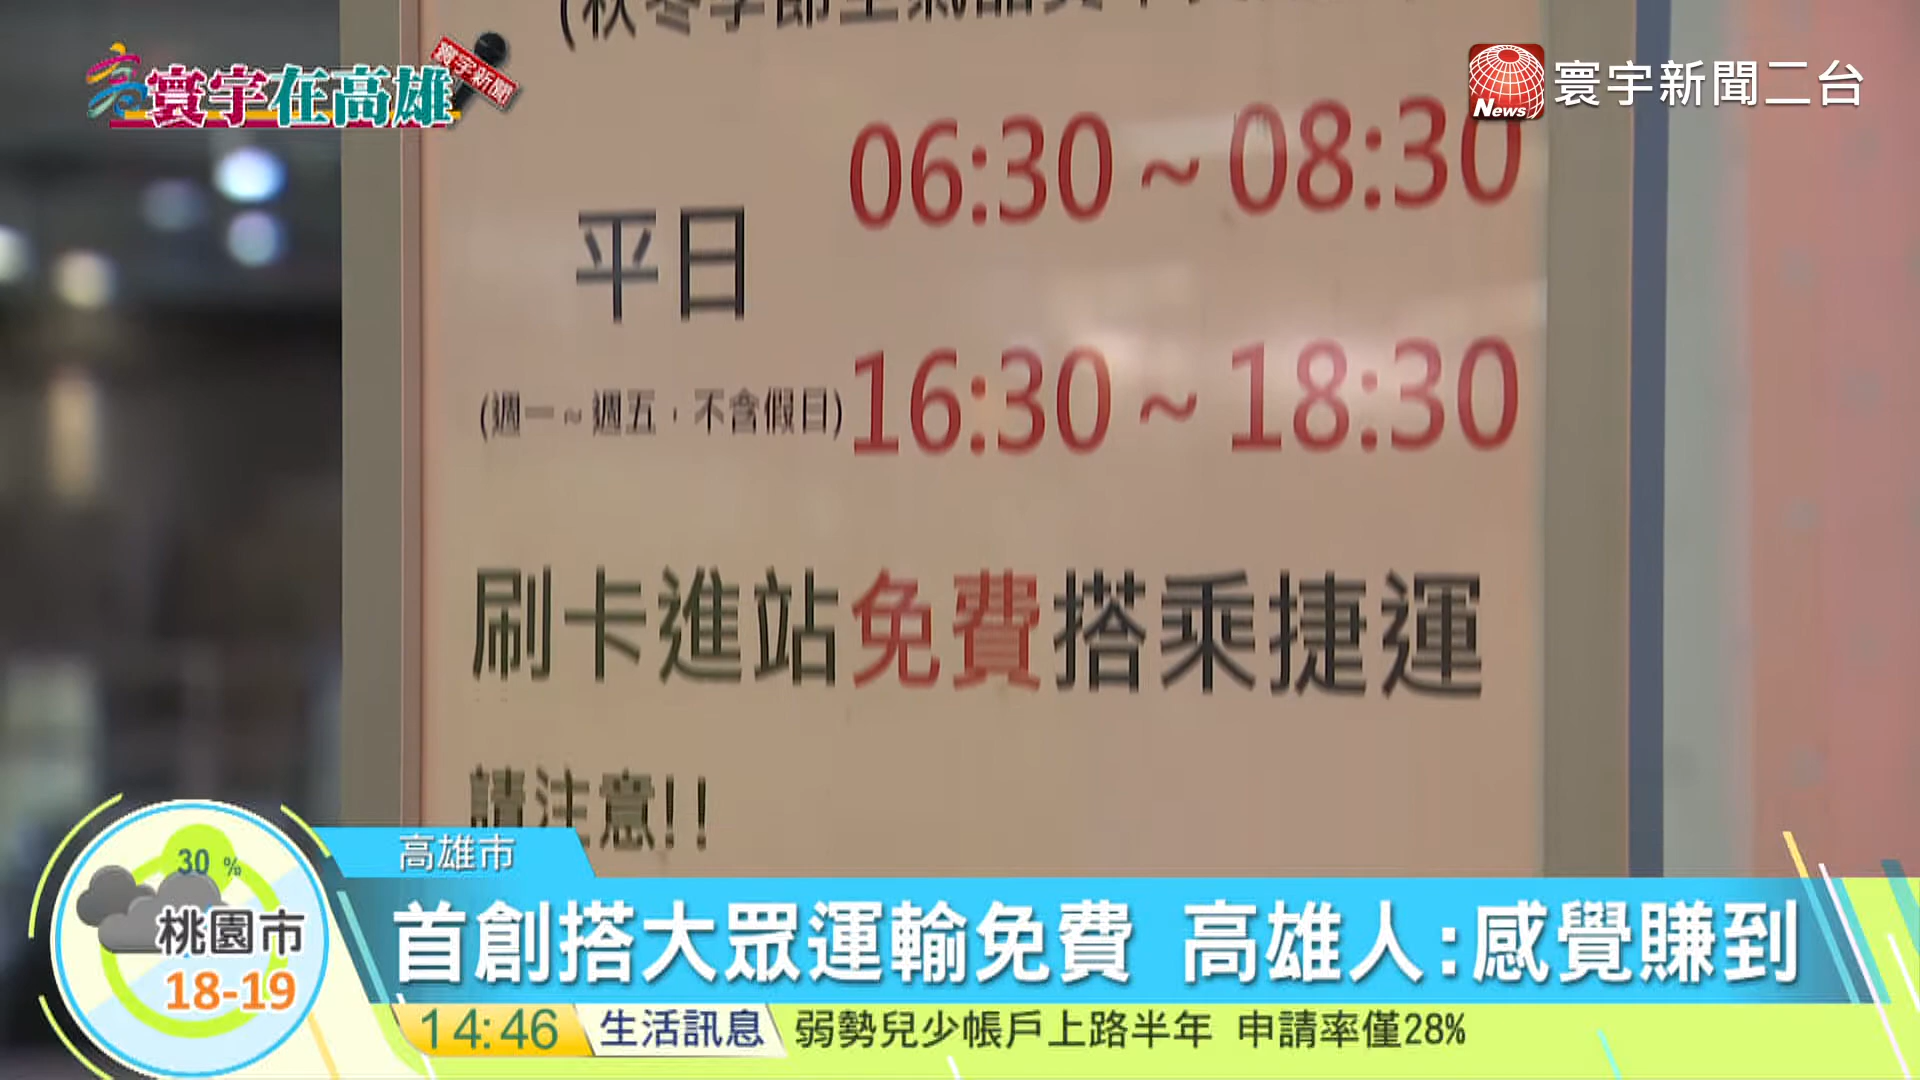 寰宇在高雄
寰宇新聞
News
寰宇新聞二台
平日
06:30~08:30
(週一~週五,不含假日)
16:30~18:30
刷卡進站免費搭乘捷運
請注意!!
高雄市
首創搭大眾運輸免費 高雄人:感覺賺到
30 %
桃園市
18-19
14:46 生活訊息 弱勢兒少帳戶上路半年 申請率僅28%